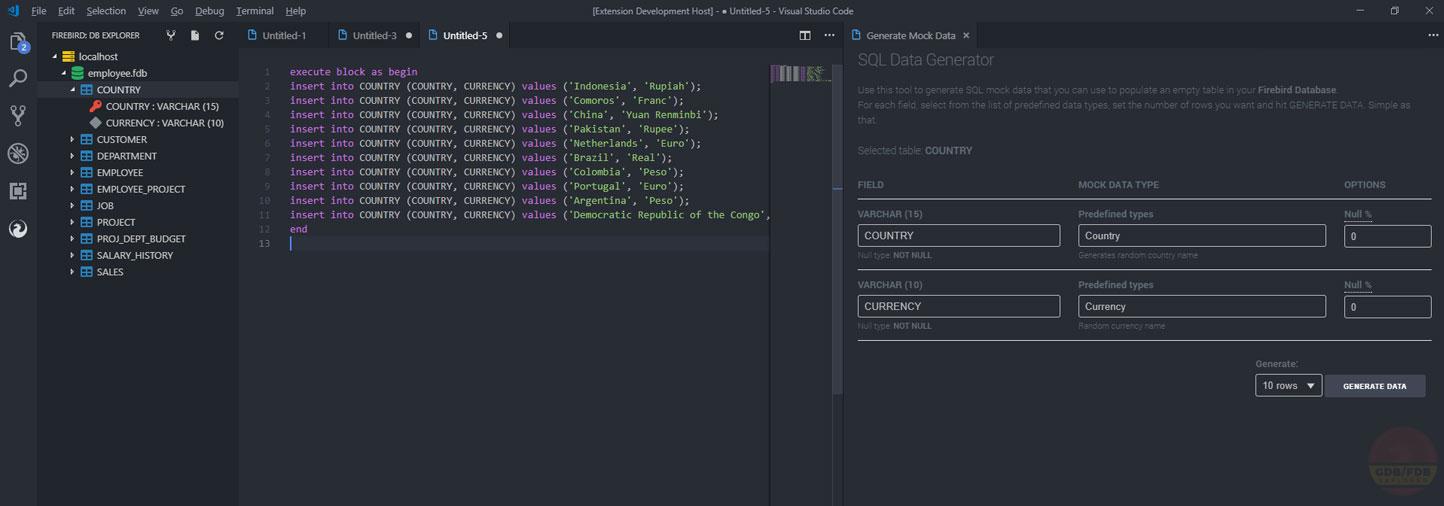 File Edit Selection View Go Debug Terminal Help
[Extension Development Host] - ● Untitled-5 - Visual Studio Code
2
FIREBIRD: DB EXPLORER
localhost
employee.fdb
COUNTRY
COUNTRY : VARCHAR (15)
CURRENCY : VARCHAR (10)
CUSTOMER
DEPARTMENT
EMPLOYEE
EMPLOYEE_PROJECT
JOB
PROJECT
PROJ_DEPT_BUDGET
SALARY_HISTORY
SALES
Untitled-1
Untitled-3
Untitled-5
1 execute block as begin
2 insert into COUNTRY (COUNTRY, CURRENCY) values ('Indonesia', 'Rupiah');
3 insert into COUNTRY (COUNTRY, CURRENCY) values ('Comoros', 'Franc');
4 insert into COUNTRY (COUNTRY, CURRENCY) values ('China', 'Yuan Renminbi');
5 insert into COUNTRY (COUNTRY, CURRENCY) values ('Pakistan', 'Rupee');
6 insert into COUNTRY (COUNTRY, CURRENCY) values ('Netherlands', 'Euro');
7 insert into COUNTRY (COUNTRY, CURRENCY) values ('Brazil', 'Real');
8 insert into COUNTRY (COUNTRY, CURRENCY) values ('Colombia', 'Peso');
9 insert into COUNTRY (COUNTRY, CURRENCY) values ('Portugal', 'Euro');
10 insert into COUNTRY (COUNTRY, CURRENCY) values ('Argentina', 'Peso');
11 insert into COUNTRY (COUNTRY, CURRENCY) values ('Democratic Republic of the Congo',
12 end
13
Generate Mock Data
SQL Data Generator
Use this tool to generate SQL mock data that you can use to populate an empty table in your Firebird Database.
For each field, select from the list of predefined data types, set the number of rows you want and hit GENERATE DATA. Simple as
that.
Selected table: COUNTRY
FIELD MOCK DATA TYPE OPTIONS
VARCHAR (15) Predefined types Null %
COUNTRY Country 0
Null type: NOT NULL Generates random country name
VARCHAR (10) Predefined types Null %
CURRENCY Currency 0
Null type: NOT NULL Random currency name
Generate:
10 rows GENERATE DATA
GDB/FDB
EXPLORER